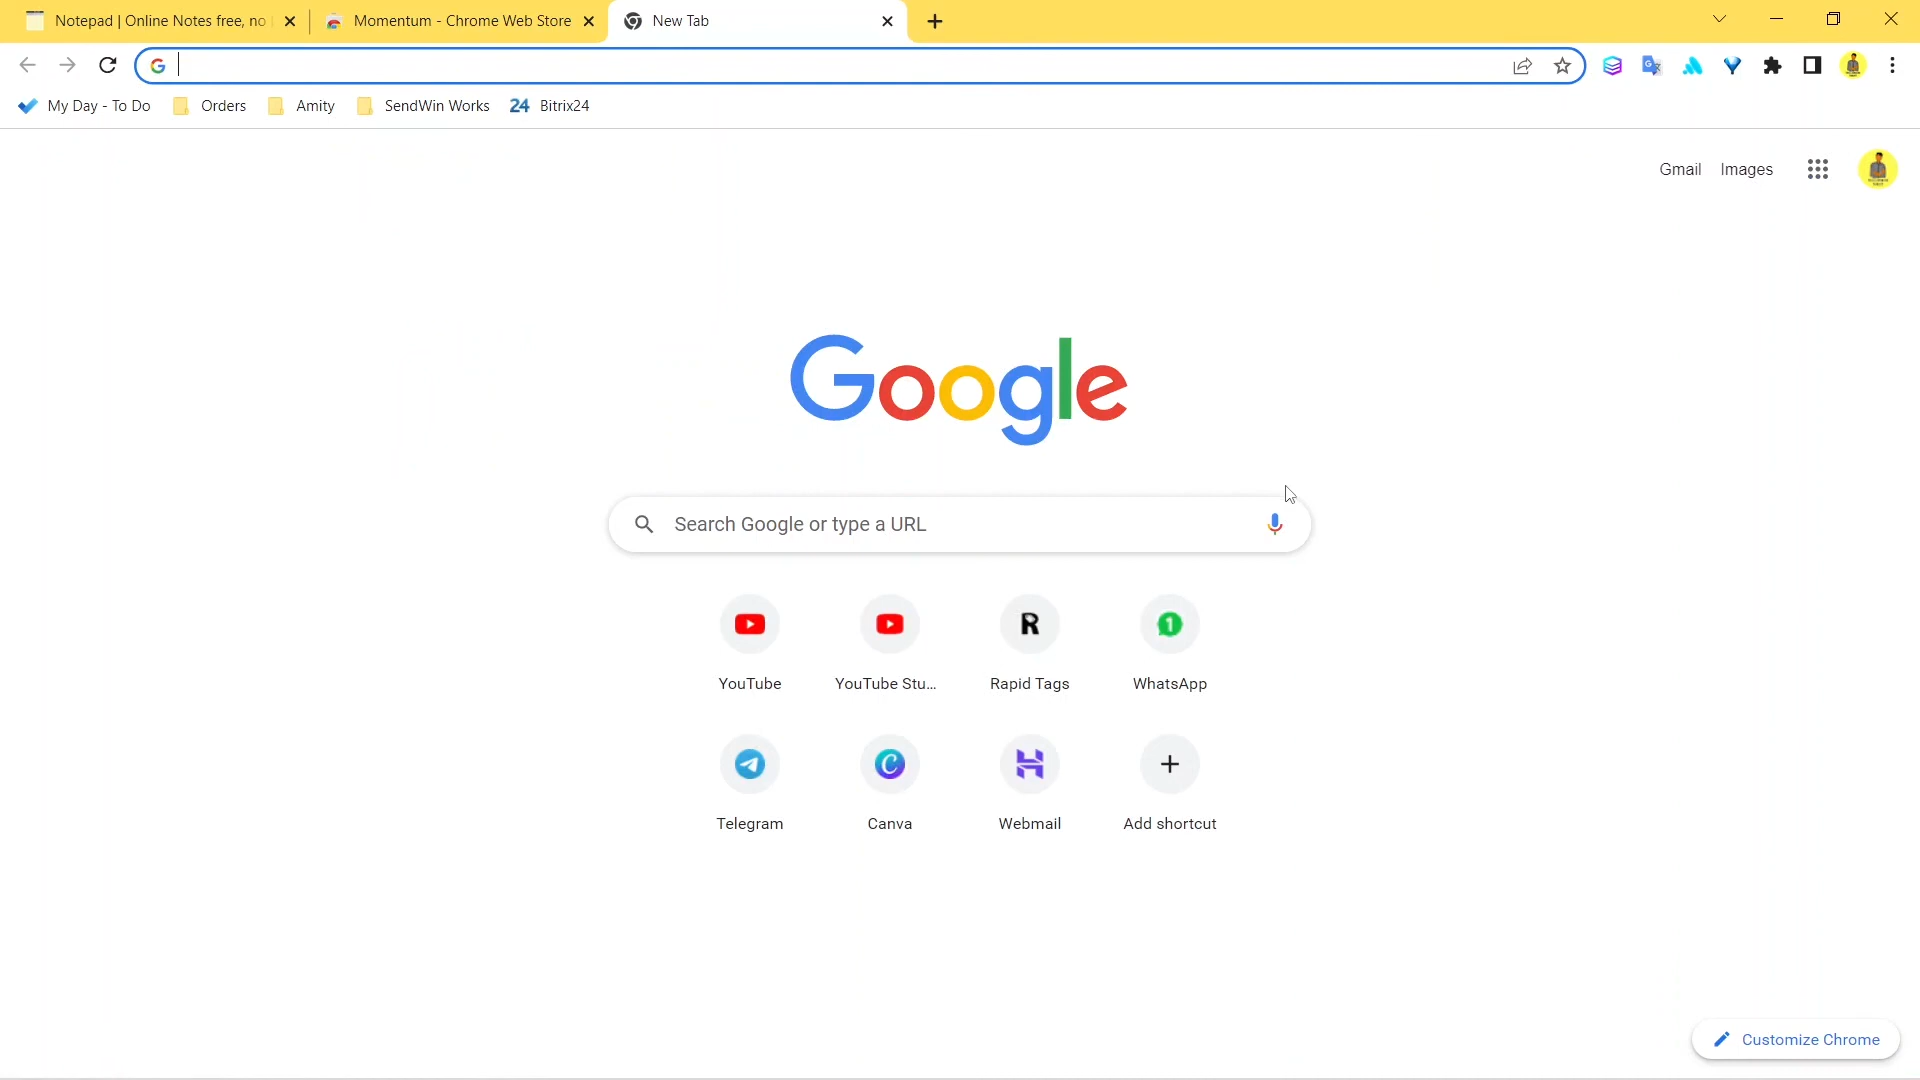 Notepad | Online Notes free, no
Momentum - Chrome Web Store
New Tab
My Day - To Do
Orders
Amity
SendWin Works
24 Bitrix24
Gmail
Images
Google
Search Google or type a URL
YouTube
YouTube Stu...
R
Rapid Tags
1
WhatsApp
Telegram
Canva
Webmail
Add shortcut
Customize Chrome